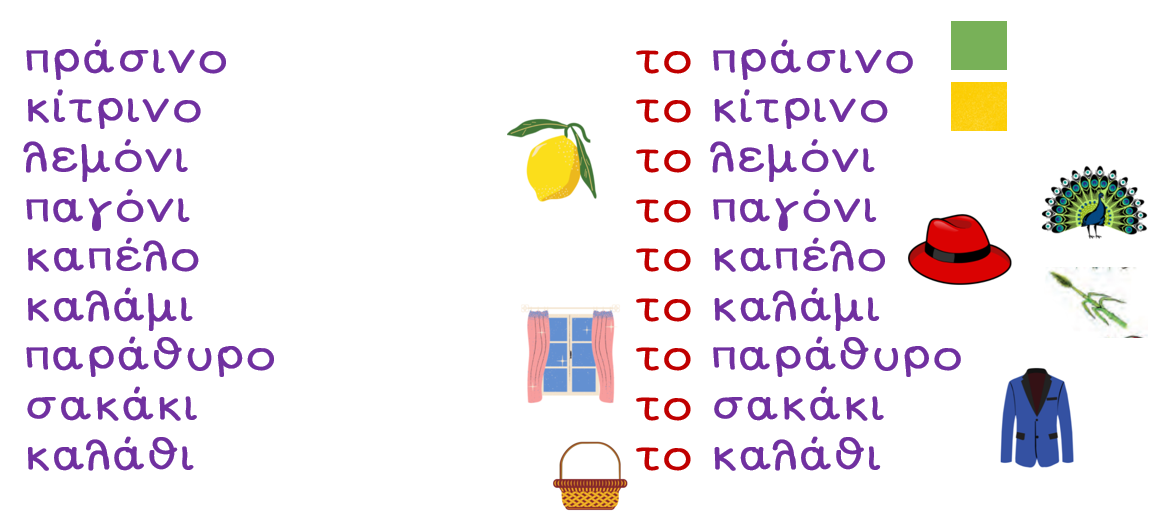 πράσινο το πράσινο
κίτρινο το κίτρινο
λεμόνι το λεμόνι
παγόνι το παγόνι
καπέλο το καπέλο
καλάμι το καλάμι
παράθυρο το παράθυρο
σακάκι το σακάκι
καλάθι το καλάθι